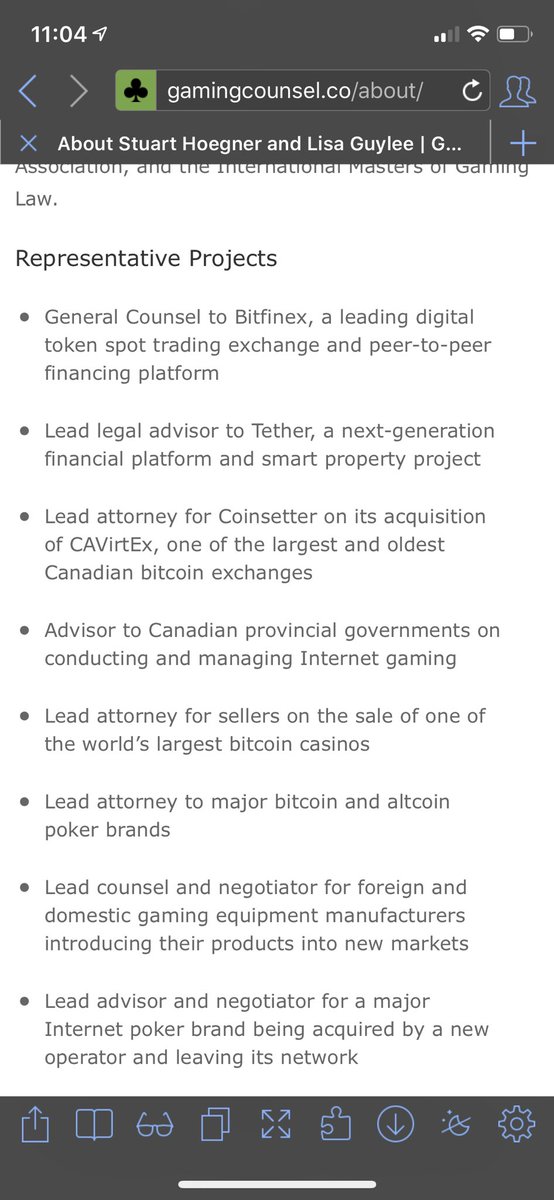 11:04
gamingcounsel.co/about/
About Stuart Hoegner and Lisa Guylee | G...
Association, and the International Masters of Gaming
Law.
Representative Projects
• General Counsel to Bitfinex, a leading digital
token spot trading exchange and peer-to-peer
financing platform
• Lead legal advisor to Tether, a next-generation
financial platform and smart property project
• Lead attorney for Coinsetter on its acquisition
of CAVirtEx, one of the largest and oldest
Canadian bitcoin exchanges
• Advisor to Canadian provincial governments on
conducting and managing Internet gaming
• Lead attorney for sellers on the sale of one of
the world’s largest bitcoin casinos
• Lead attorney to major bitcoin and altcoin
poker brands
• Lead counsel and negotiator for foreign and
domestic gaming equipment manufacturers
introducing their products into new markets
• Lead advisor and negotiator for a major
Internet poker brand being acquired by a new
operator and leaving its network